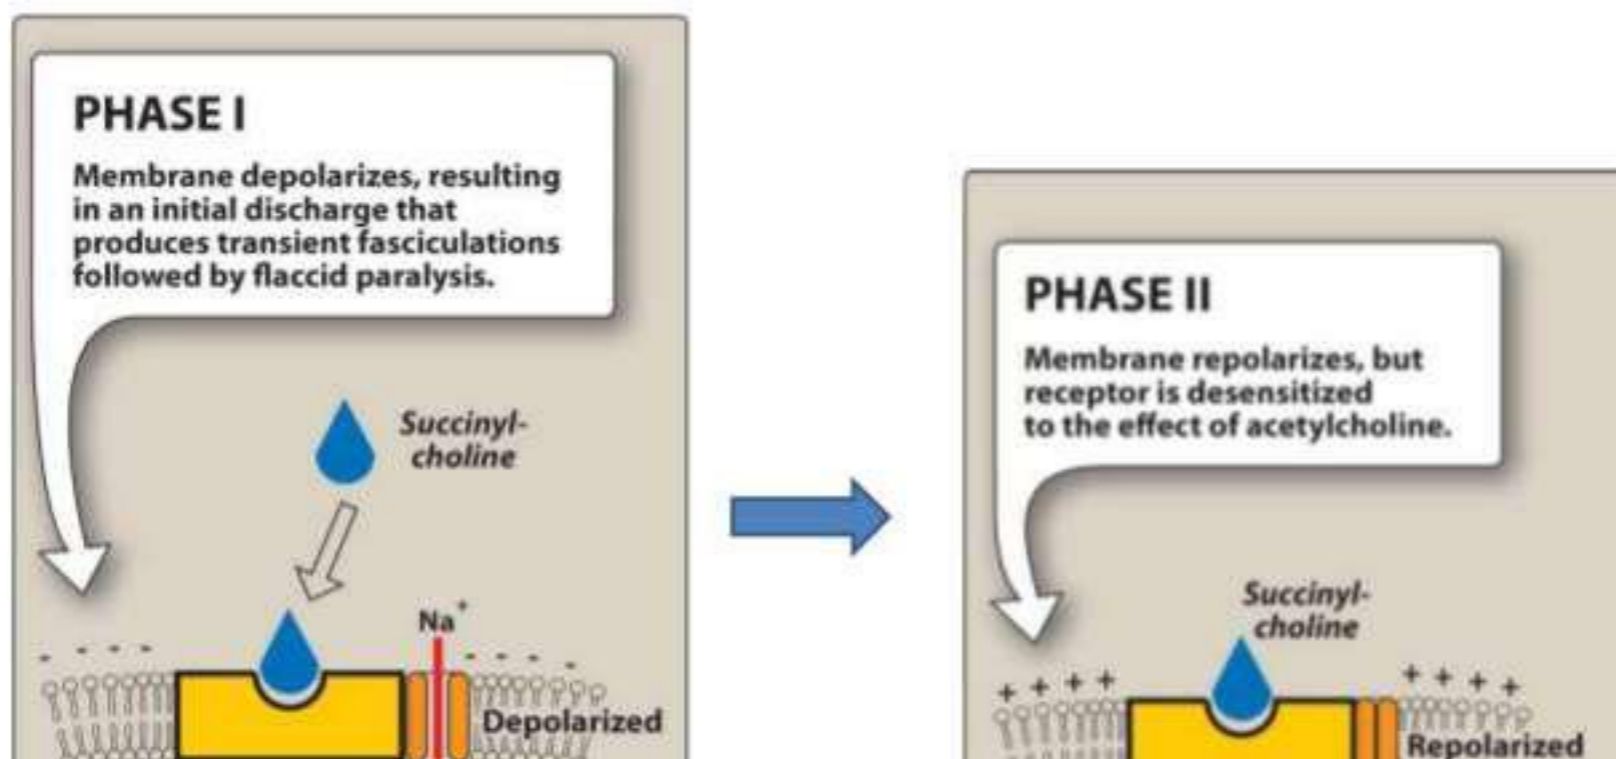 PHASE I
Membrane depolarizes, resulting
in an initial discharge that
produces transient fasciculations
followed by flaccid paralysis.
Succinyl-
choline
Na+
- - - -
- - - -
Depolarized
PHASE II
Membrane repolarizes, but
receptor is desensitized
to the effect of acetylcholine.
Succinyl-
choline
+ + + +
+ + + +
Repolarized